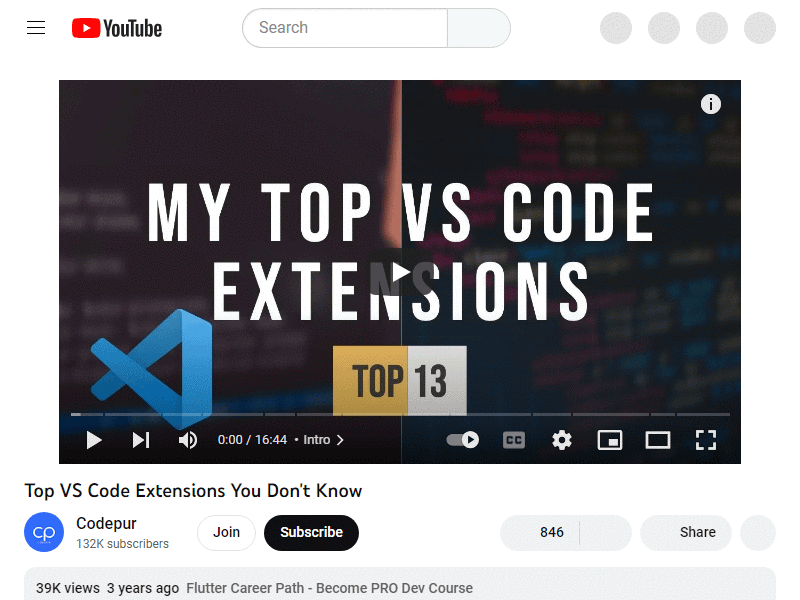 YouTube
Search
MY TOP VS CODE
EXTENSIONS
TOP 13
0:00 / 16:44 • Intro
CC
Top VS Code Extensions You Don't Know
cp
Codepur
132K subscribers
Join
Subscribe
846
Share
39K views 3 years ago Flutter Career Path - Become PRO Dev Course